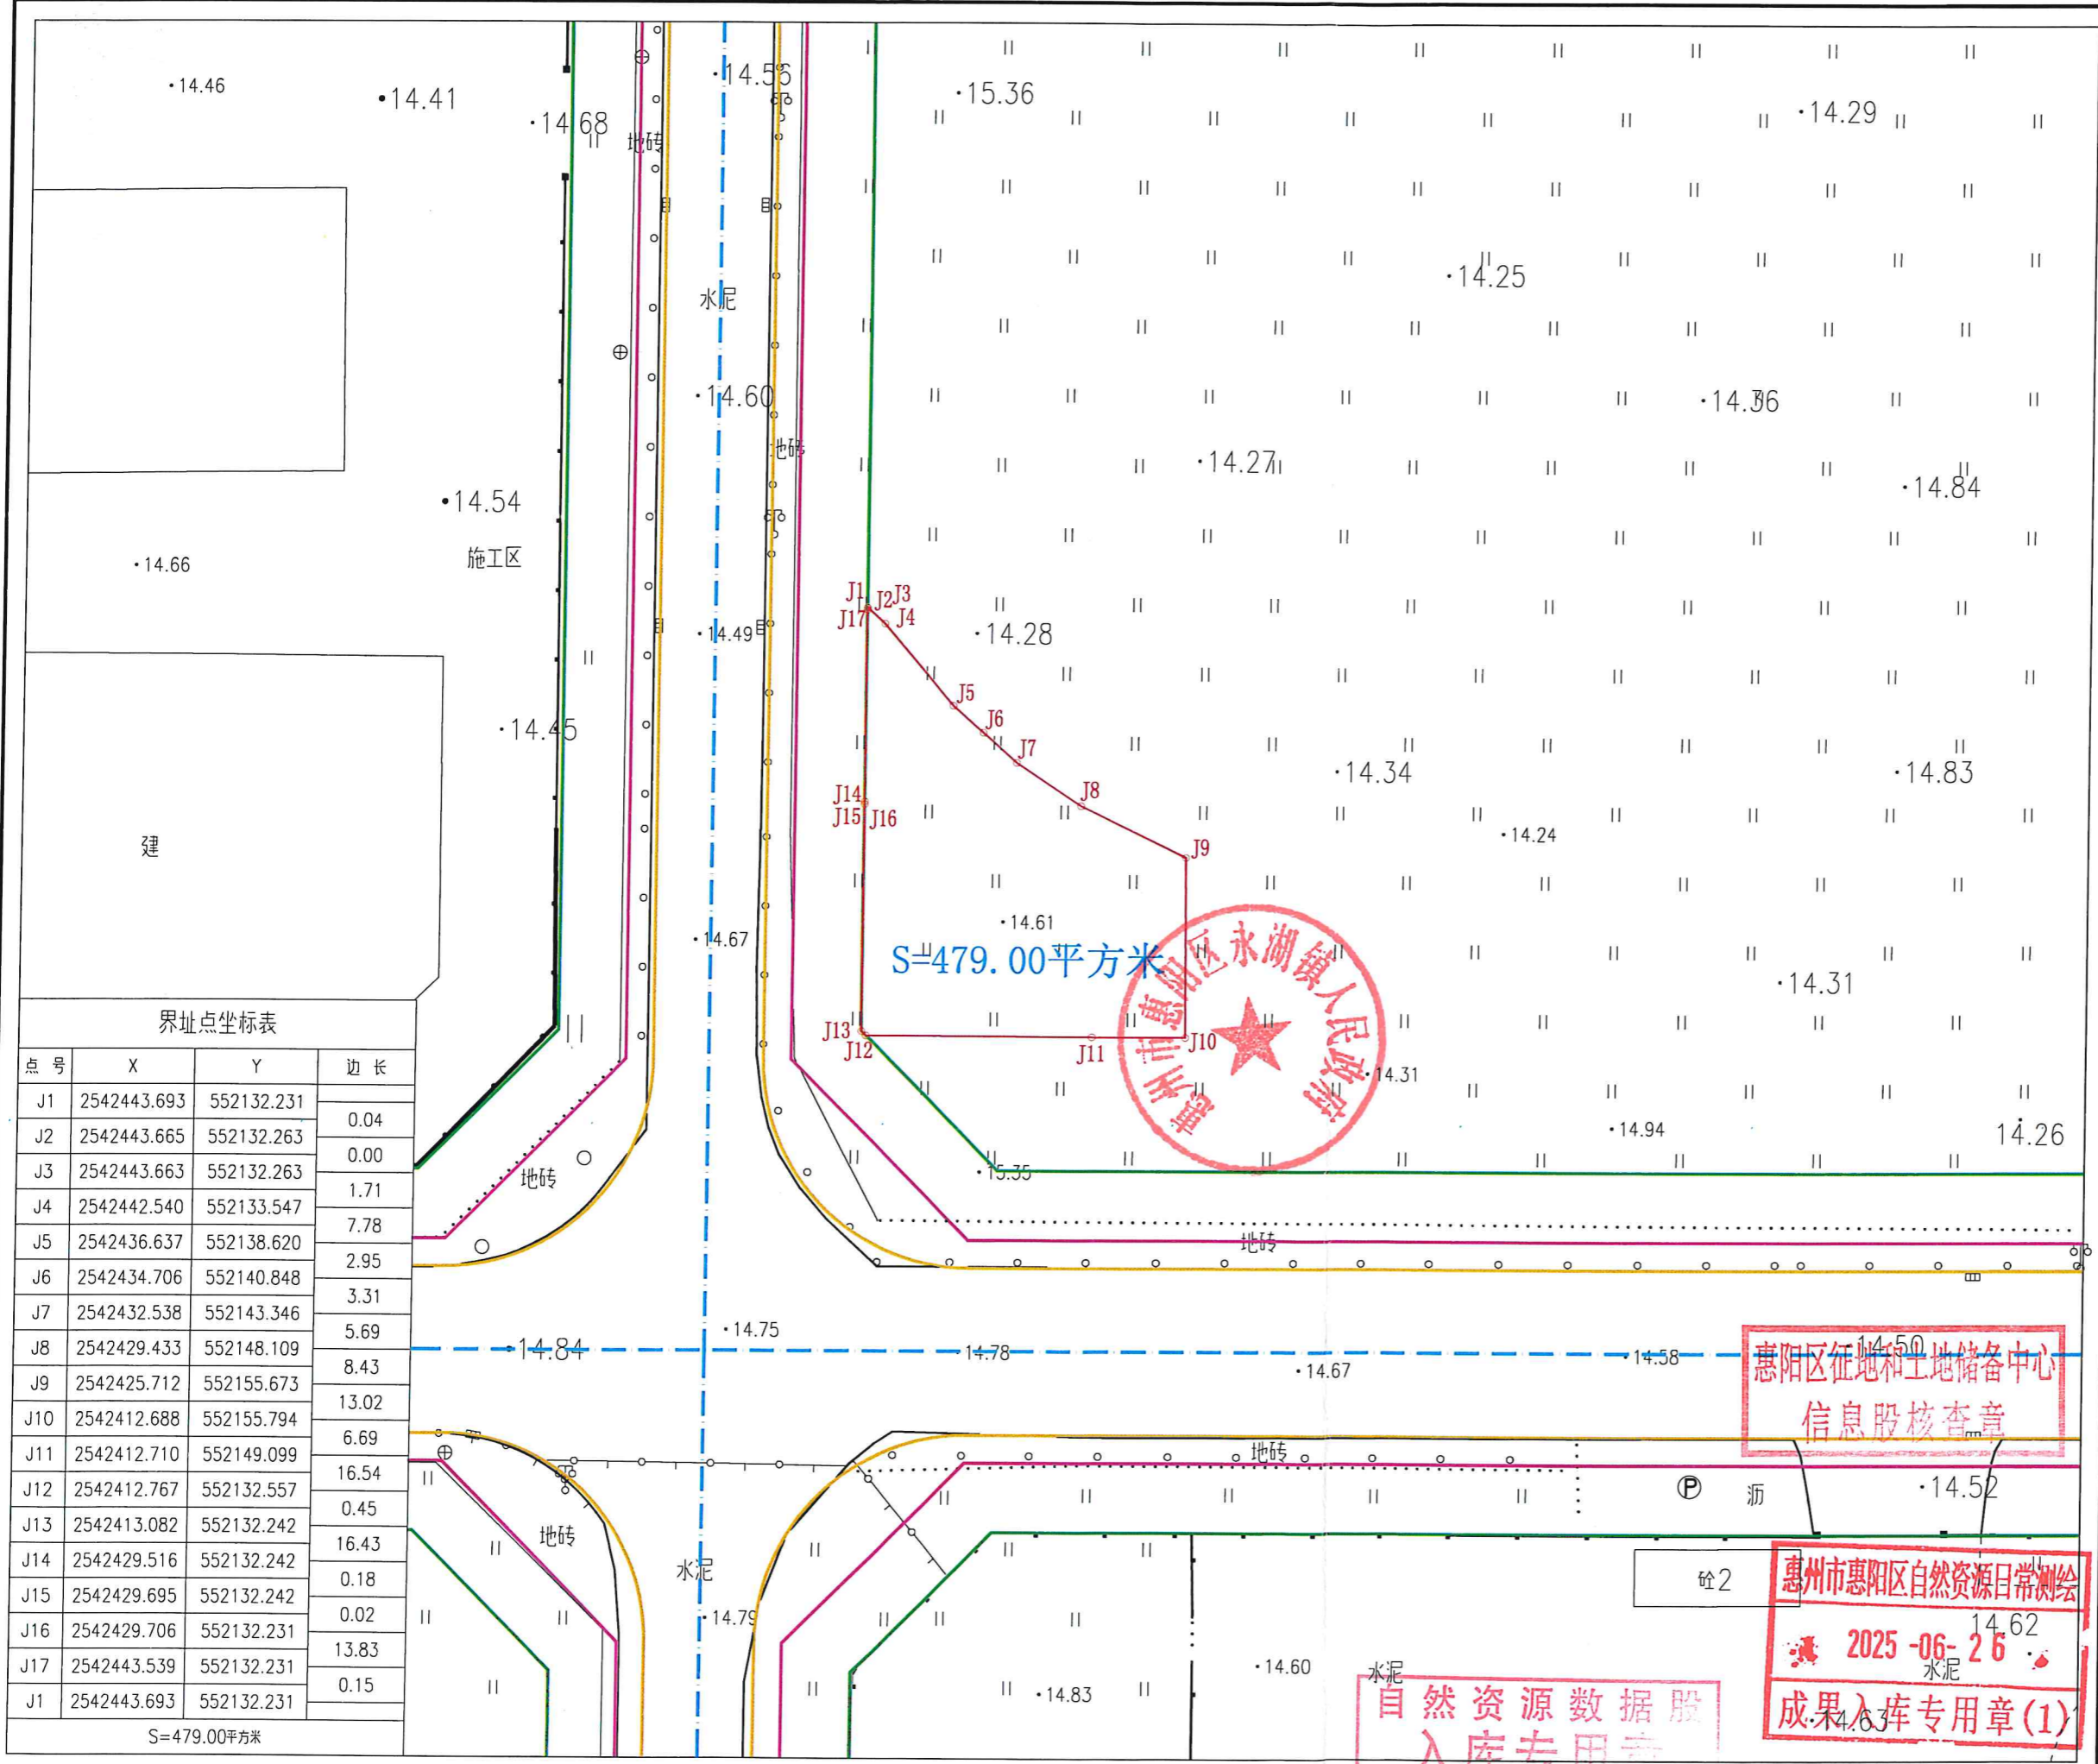 14.46
14.41
14.68
地砖
14.56
15.36
14.29
水泥
14.25
14.60
14.36
地砖
14.27
14.84
14.54
施工区
14.66
J1
J2
J3
J17
J4
14.49
14.28
J5
J6
14.45
J7
14.34
14.83
J14
J8
J15
J16
14.24
建
J9
14.61
14.67
S=479.00平方米
惠州市惠阳区永湖镇人民政府
14.31
J13
J12
J11
J10
14.31
14.94
14.26
15.35
地砖
地砖
界址点坐标表
点号 X Y 边长
J1 2542443.693 552132.231
0.04
J2 2542443.665 552132.263
0.00
J3 2542443.663 552132.263
1.71
J4 2542442.540 552133.547
7.78
J5 2542436.637 552138.620
2.95
J6 2542434.706 552140.848
3.31
J7 2542432.538 552143.346
5.69
J8 2542429.433 552148.109
8.43
J9 2542425.712 552155.673
13.02
J10 2542412.688 552155.794
6.69
J11 2542412.710 552149.099
16.54
J12 2542412.767 552132.557
0.45
J13 2542413.082 552132.242
16.43
J14 2542429.516 552132.242
0.18
J15 2542429.695 552132.242
0.02
J16 2542429.706 552132.231
13.83
J17 2542443.539 552132.231
0.15
J1 2542443.693 552132.231
S=479.00平方米
14.84
14.75
14.78
14.67
14.58
14.50
惠阳区征地和土地储备中心
信息股核查章
地砖
地砖
P
沥
14.52
水泥
砼2
惠州市惠阳区自然资源日常测绘
14.62
2025-06-26
水泥
成果入库专用章(1)
14.63
14.79
14.60
水泥
14.83
自然资源数据股
入库专用章